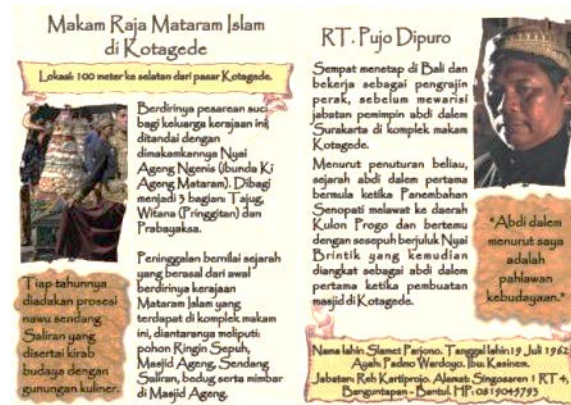 Makam Raja Mataram Islam
di Kotagede
Lokasi: 100 meter ke selatan dari pasar Kotagede.
Berdirinya pesarean suci
bagi keluarga kerajaan ini
ditandai dengan
dimakamkannya Nyai
Ageng Ngenis (ibunda Ki
Ageng Mataram). Dibagi
menjadi 3 bagian: Tajug,
Witana (Pringgitan) dan
Prabayaksa.
Peninggalan bernilai sejarah
yang berasal dari awal
berdirinya kerajaan
Mataram Islam yang
terdapat di komplek makam
ini, diantaranya meliputi:
pohon Ringin Sepuh,
Masjid Ageng, Sendang
Saliran, bedug serta mimbar
di Masjid Ageng.
Tiap tahunnya
diadakan prosesi
nawu sendang
Saliran yang
disertai kirab
budaya dengan
gunungan kuliner.
RT. Pujo Dipuro
Sempat menetap di Bali dan
bekerja sebagai pengrajin
perak, sebelum mewarisi
jabatan pemimpin abdi dalem
Surakarta di komplek makam
Kotagede.
Menurut penuturan beliau,
sejarah abdi dalem pertama
bermula ketika Panembahan
Senopati melawat ke daerah
Kulon Progo dan bertemu
dengan sesepuh berjuluk Nyai
Brintik yang kemudian
diangkat sebagai abdi dalem
pertama ketika pembuatan
masjid di Kotagede.
"Abdi dalem
menurut saya
adalah
pahlawan
kebudayaan."
Nama lahir: Slamet Parjono. Tanggal lahir:19 Juli 1962
Ayah: Padmo Wardoyo. Ibu: Kasinem.
Jabatan: Reh Kartiprojo. Alamat: Singosaren 1 RT 4,
Banguntapan - Bantul. HP: 0819045793